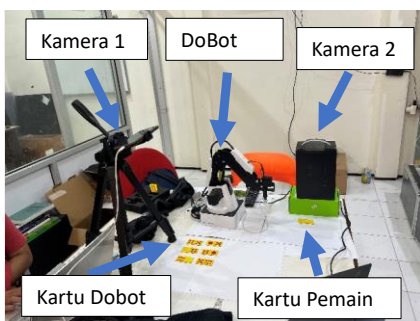 Kamera 1
DoBot
Kamera 2
Kartu Dobot
Kartu Pemain